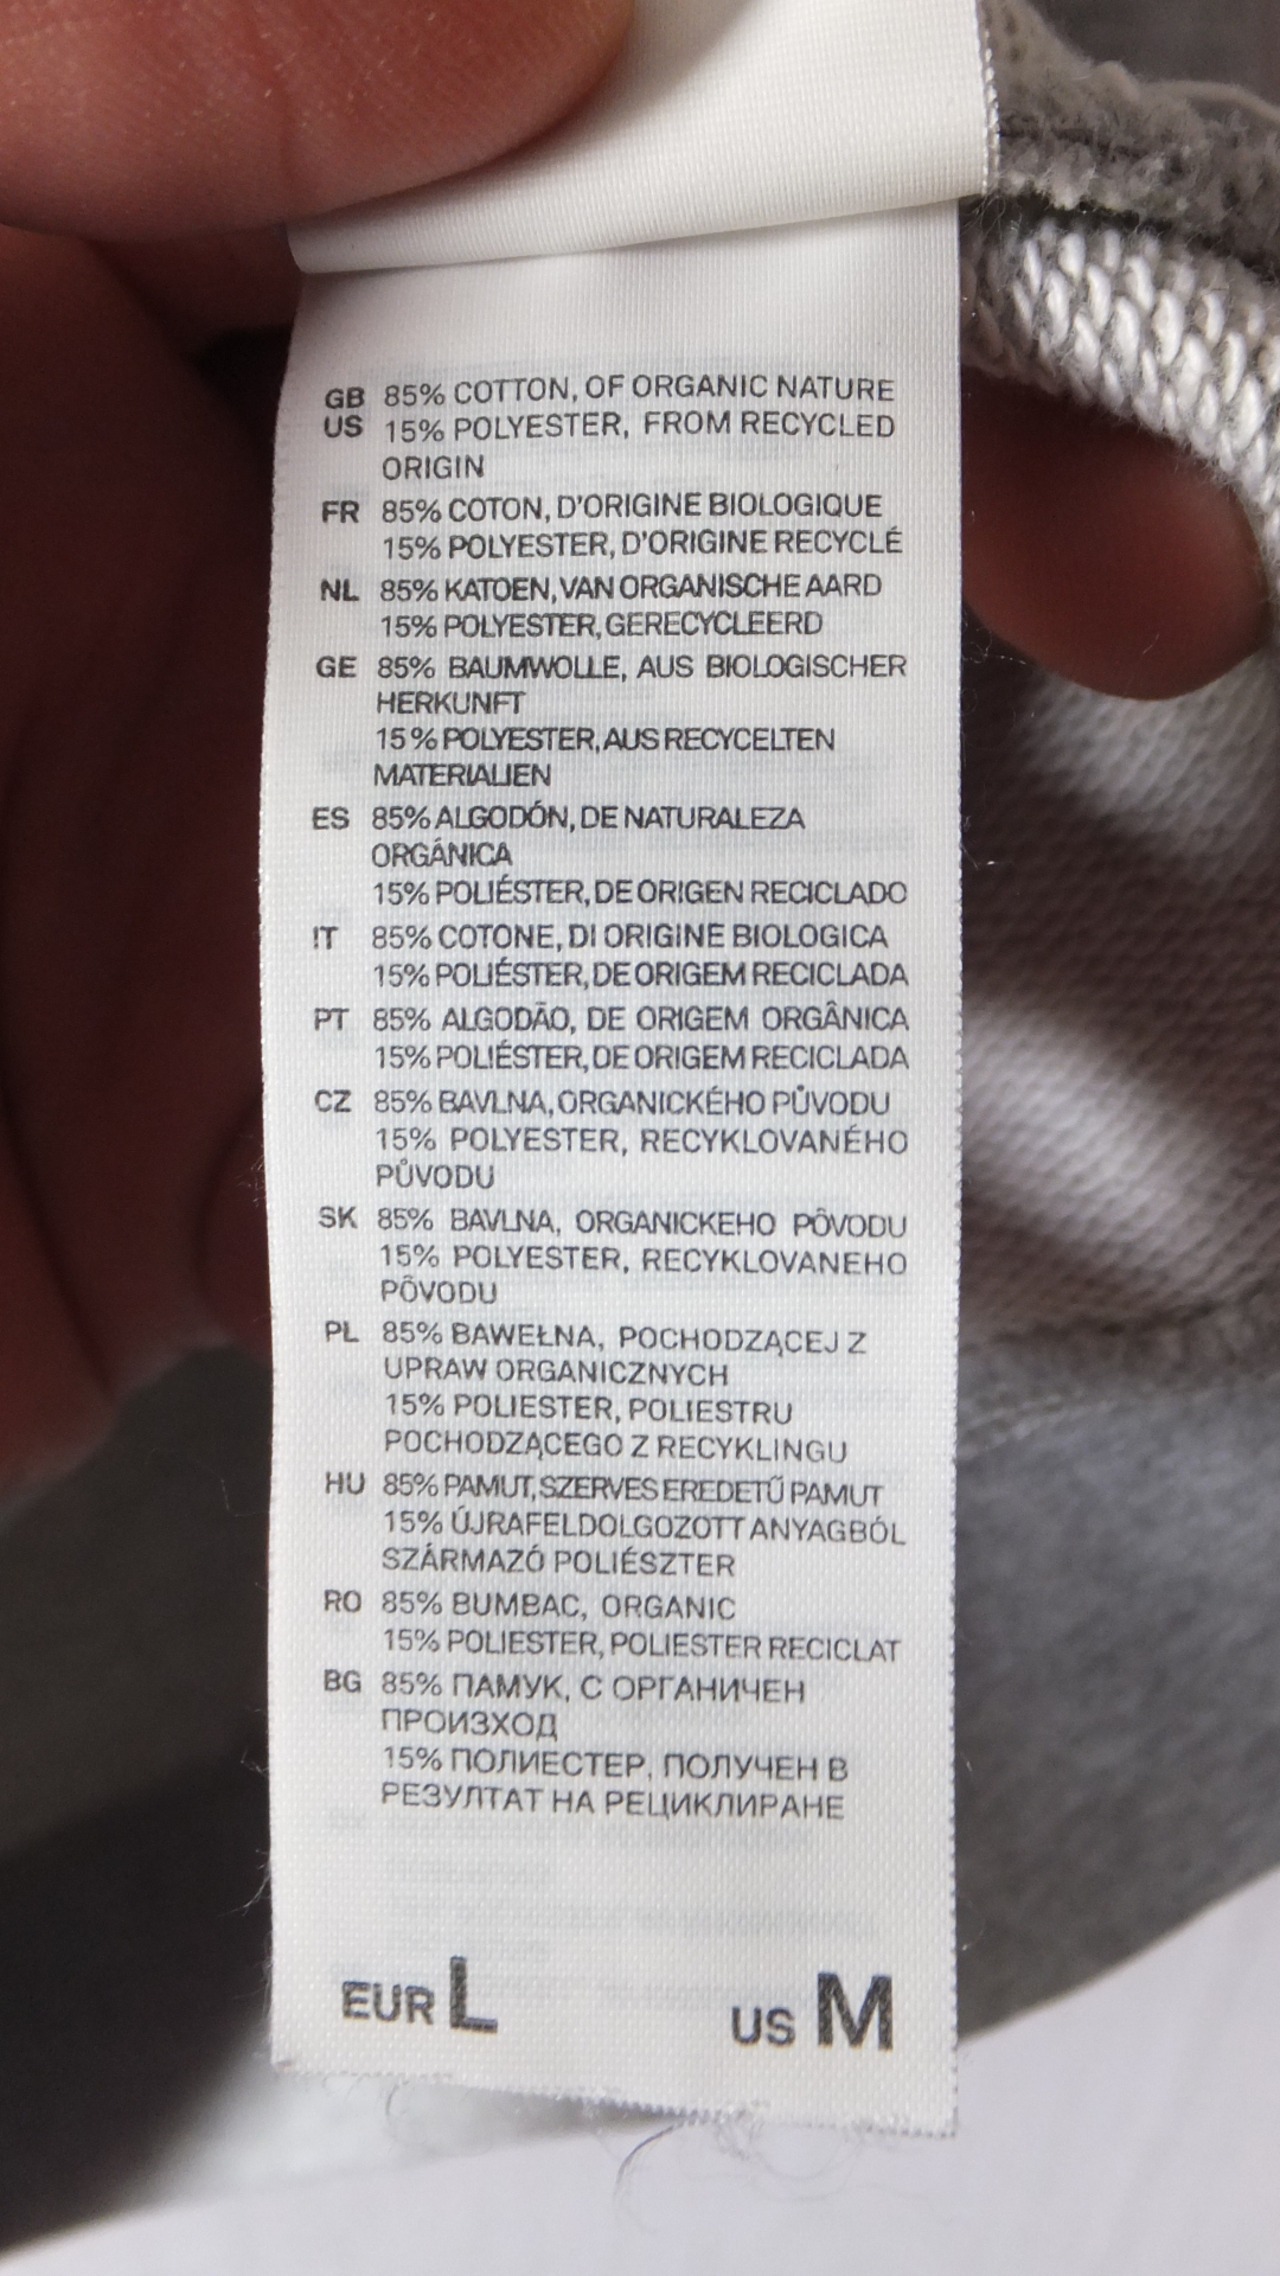 GB 85% COTTON, OF ORGANIC NATURE
US 15% POLYESTER, FROM RECYCLED
ORIGIN
FR 85% COTON, D'ORIGINE BIOLOGIQUE
15% POLYESTER, D'ORIGINE RECYCLÉ
NL 85% KATOEN, VAN ORGANISCHE AARD
15% POLYESTER, GERECYCLEERD
GE 85% BAUMWOLLE, AUS BIOLOGISCHER
HERKUNFT
15% POLYESTER, AUS RECYCELTEN
MATERIALIEN
ES 85% ALGODÓN, DE NATURALEZA
ORGÁNICA
15% POLIÉSTER, DE ORIGEN RECICLADO
IT 85% COTONE, DI ORIGINE BIOLOGICA
15% POLIÉSTER, DE ORIGEM RECICLADA
PT 85% ALGODÃO, DE ORIGEM ORGÂNICA
15% POLIÉSTER, DE ORIGEM RECICLADA
CZ 85% BAVLNA, ORGANICKÉHO PŮVODU
15% POLYESTER, RECYKLOVANÉHO
PŮVODU
SK 85% BAVLNA, ORGANICKEHO PÔVODU
15% POLYESTER, RECYKLOVANEHO
PÔVODU
PL 85% BAWEŁNA, POCHODZĄCEJ Z
UPRAW ORGANICZNYCH
15% POLIESTER, POLIESTRU
POCHODZĄCEGO Z RECYKLINGU
HU 85% PAMUT, SZERVES EREDETŰ PAMUT
15% ÚJRAFELDOLGOZOTT ANYAGBÓL
SZÁRMAZÓ POLIÉSZTER
RO 85% BUMBAC, ORGANIC
15% POLIESTER, POLIESTER RECICLAT
BG 85% ПАМУК, С ОРГАНИЧЕН
ПРОИЗХОД
15% ПОЛИЕСТЕР, ПОЛУЧЕН В
РЕЗУЛТАТ НА РЕЦИКЛИРАНЕ
EUR L US M